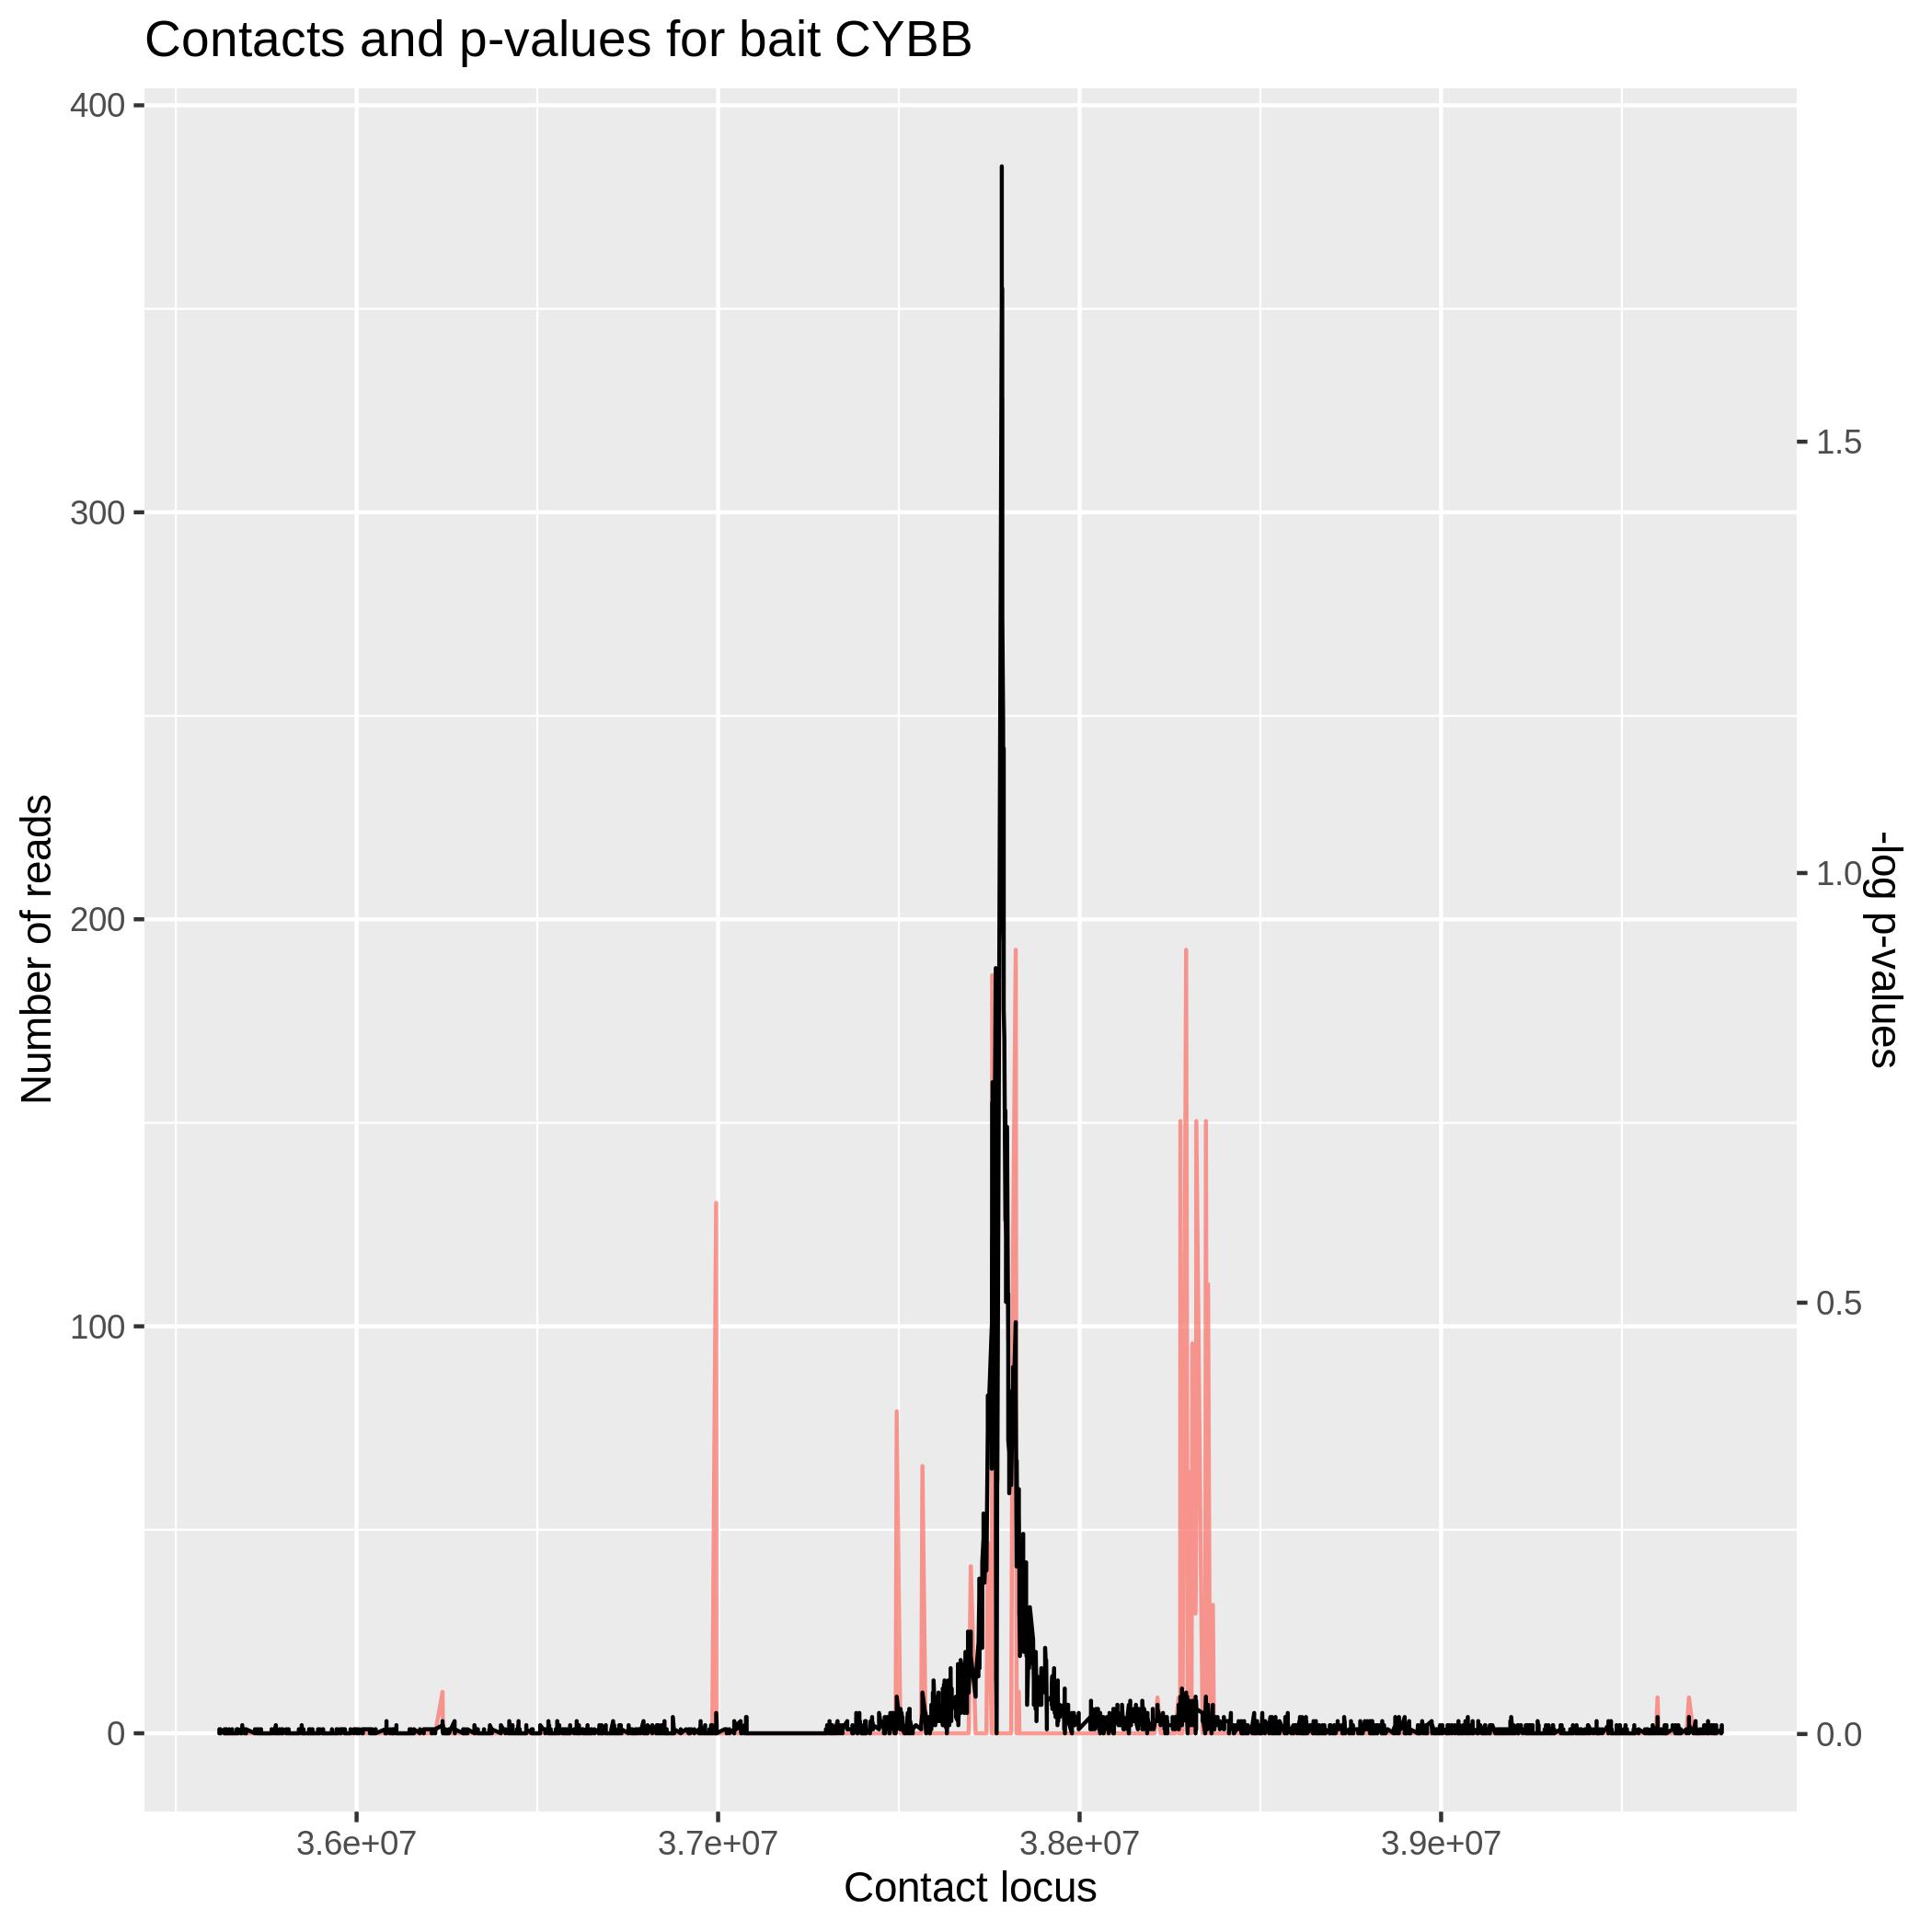 Contacts and p-values for bait CYBB
400
300
200
100
0
Number of reads
1.5
1.0
0.5
0.0
-log p-values
3.6e+07
3.7e+07
3.8e+07
3.9e+07
Contact locus